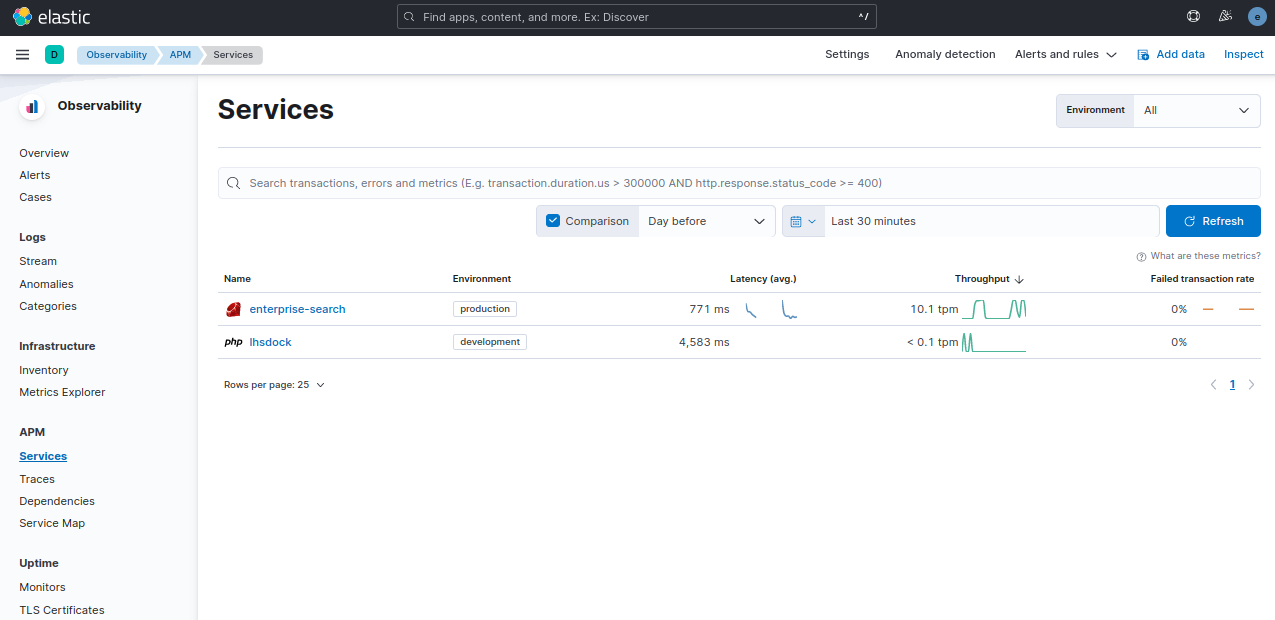 elastic
Find apps, content, and more. Ex: Discover ^/
e
D Observability APM Services
Settings Anomaly detection Alerts and rules Add data Inspect
Observability
Overview
Alerts
Cases
Logs
Stream
Anomalies
Categories
Infrastructure
Inventory
Metrics Explorer
APM
Services
Traces
Dependencies
Service Map
Uptime
Monitors
TLS Certificates
Services
Environment All
Search transactions, errors and metrics (E.g. transaction.duration.us > 300000 AND http.response.status_code >= 400)
Comparison Day before Last 30 minutes Refresh
What are these metrics?
Name Environment Latency (avg.) Throughput Failed transaction rate
enterprise-search production 771 ms 10.1 tpm 0%
php lhsdock development 4,583 ms < 0.1 tpm 0%
Rows per page: 25
1